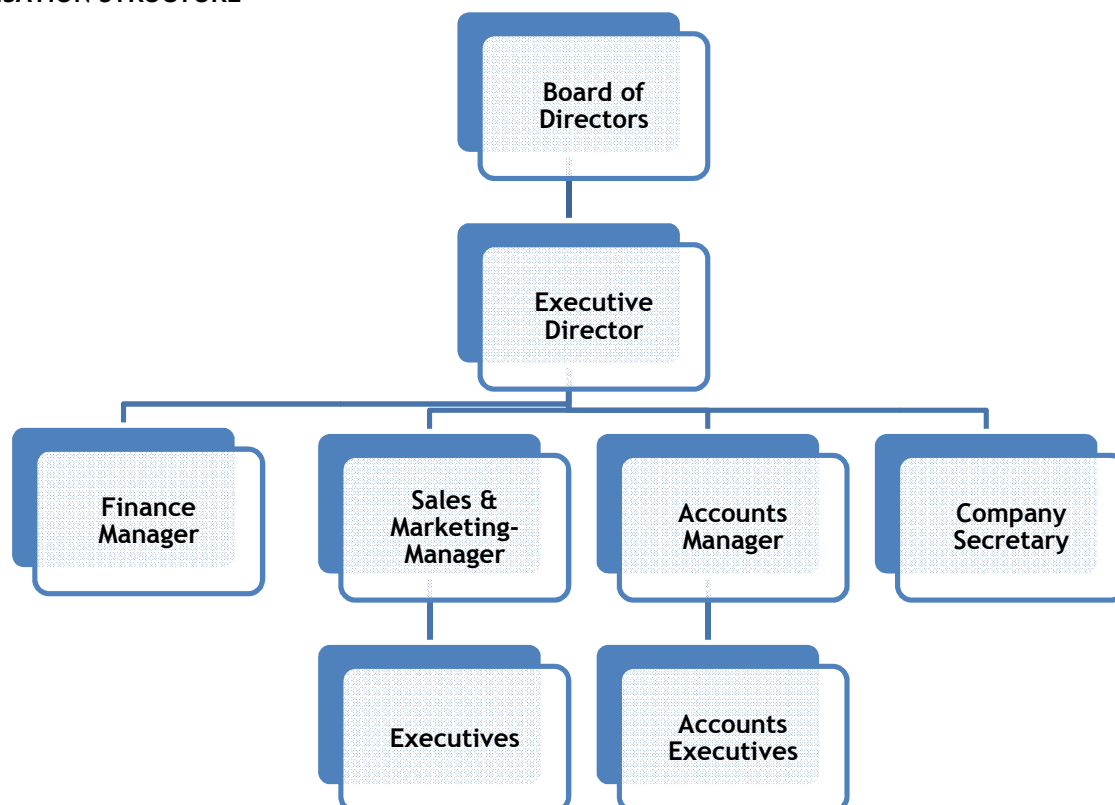 Board of
Directors
Executive
Director
Finance
Manager
Sales &
Marketing-
Manager
Accounts
Manager
Company
Secretary
Executives
Accounts
Executives